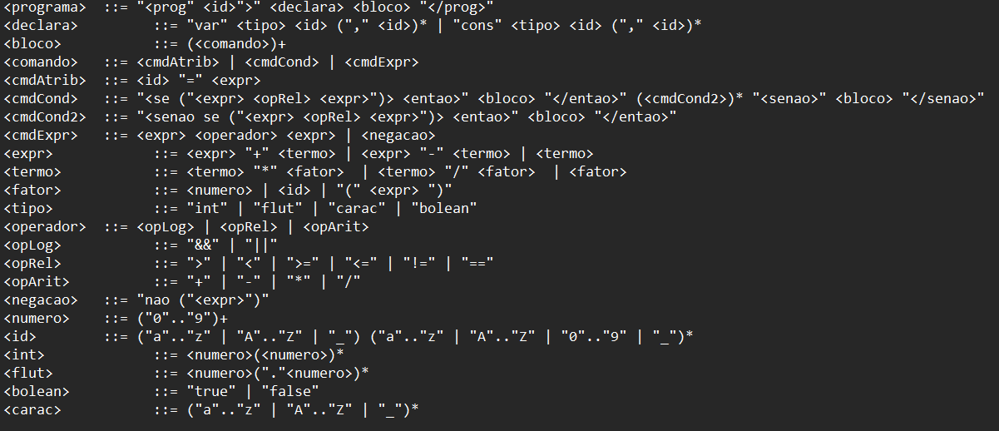 <programa> ::= "<prog" <id>">" <declara> <bloco> "</prog>"
<declara> ::= "var" <tipo> <id> ("," <id>)* | "cons" <tipo> <id> ("," <id>)*
<bloco> ::= (<comando>)+
<comando> ::= <cmdAtrib> | <cmdCond> | <cmdExpr>
<cmdAtrib> ::= <id> "=" <expr>
<cmdCond> ::= "<se ("<expr> <opRel> <expr>")> <entao>" <bloco> "</entao>" (<cmdCond2>)* "<senao>" <bloco> "</senao>"
<cmdCond2> ::= "<senao se ("<expr> <opRel> <expr>")> <entao>" <bloco> "</entao>"
<cmdExpr> ::= <expr> <operador> <expr> | <negacao>
<expr> ::= <expr> "+" <termo> | <expr> "-" <termo> | <termo>
<termo> ::= <termo> "*" <fator>  | <termo> "/" <fator>  | <fator>
<fator> ::= <numero> | <id> | "(" <expr> ")"
<tipo> ::= "int" | "flut" | "carac" | "bolean"
<operador> ::= <opLog> | <opRel> | <opArit>
<opLog> ::= "&&" | "||"
<opRel> ::= ">" | "<" | ">=" | "<=" | "!=" | "=="
<opArit> ::= "+" | "-" | "*" | "/"
<negacao> ::= "nao ("<expr>")"
<numero> ::= ("0".."9")+
<id> ::= ("a".."z" | "A".."Z" | "_") ("a".."z" | "A".."Z" | "0".."9" | "_")*
<int> ::= <numero>(<numero>)*
<flut> ::= <numero>("."<numero>)*
<bolean> ::= "true" | "false"
<carac> ::= ("a".."z" | "A".."Z" | "_")*